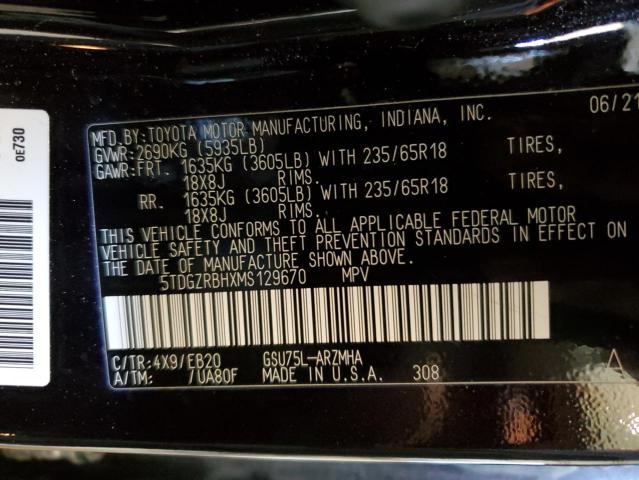 MFD.BY:TOYOTA MOTOR MANUFACTURING, INDIANA, INC. 06/21
GVWR:2690KG (5935LB)
GAWR:FRT. 1635KG (3605LB) WITH 235/65R18 TIRES,
18X8J RIMS.
RR. 1635KG (3605LB) WITH 235/65R18 TIRES,
18X8J RIMS.
THIS VEHICLE CONFORMS TO ALL APPLICABLE FEDERAL MOTOR
VEHICLE SAFETY AND THEFT PREVENTION STANDARDS IN EFFECT ON
THE DATE OF MANUFACTURE SHOWN ABOVE.
5TDGZRBHXMS129670 MPV
C/TR:4X9/EB20 GSU75L-ARZMHA
A/TM: /UA80F MADE IN U.S.A. 308
A
0E730